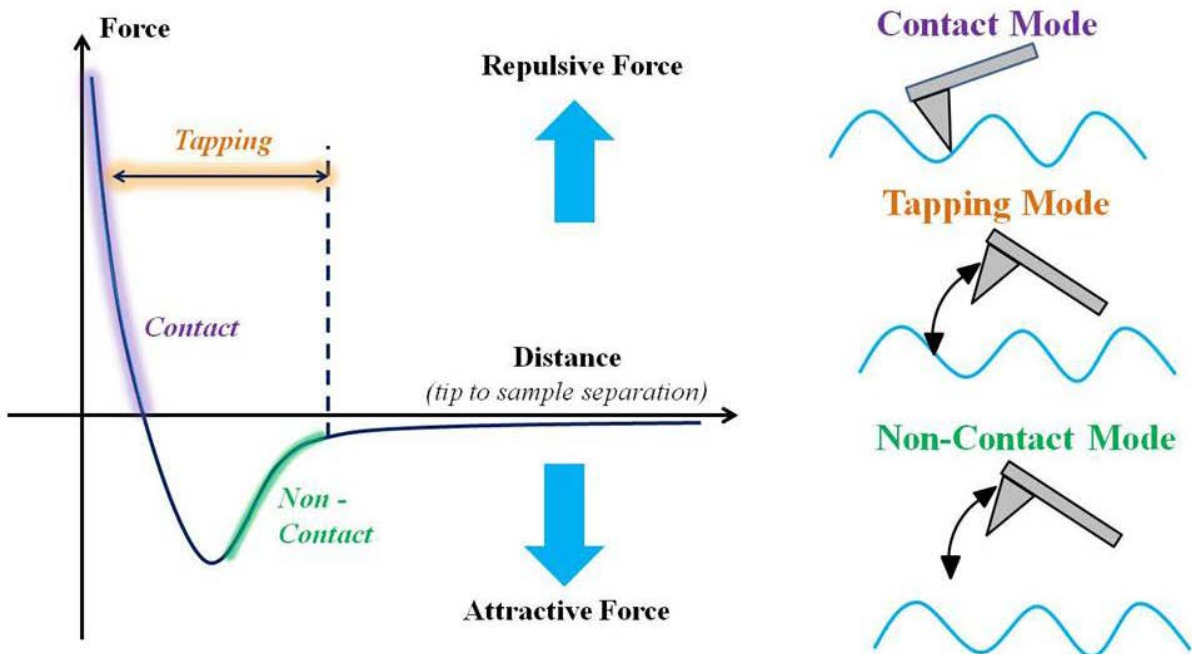 Force
Repulsive Force
Tapping
Contact
Distance
(tip to sample separation)
Non -
Contact
Attractive Force
Contact Mode
Tapping Mode
Non-Contact Mode